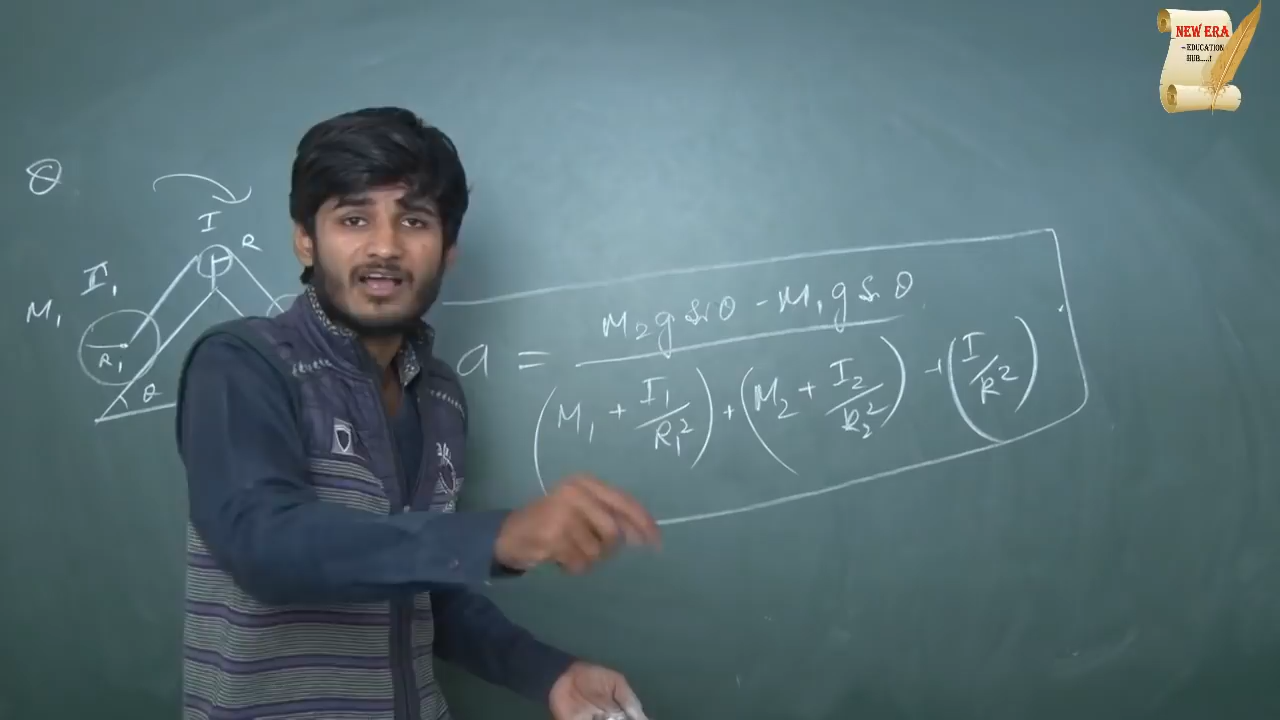 NEW ERA
~EDUCATION
HUB.....!
Q
I
R
I₁
M₁
R₁
θ
a = (M₂g sinθ - M₁g sinθ) / ((M₁ + I₁/R₁²) + (M₂ + I₂/R₂²) + (I/R²))